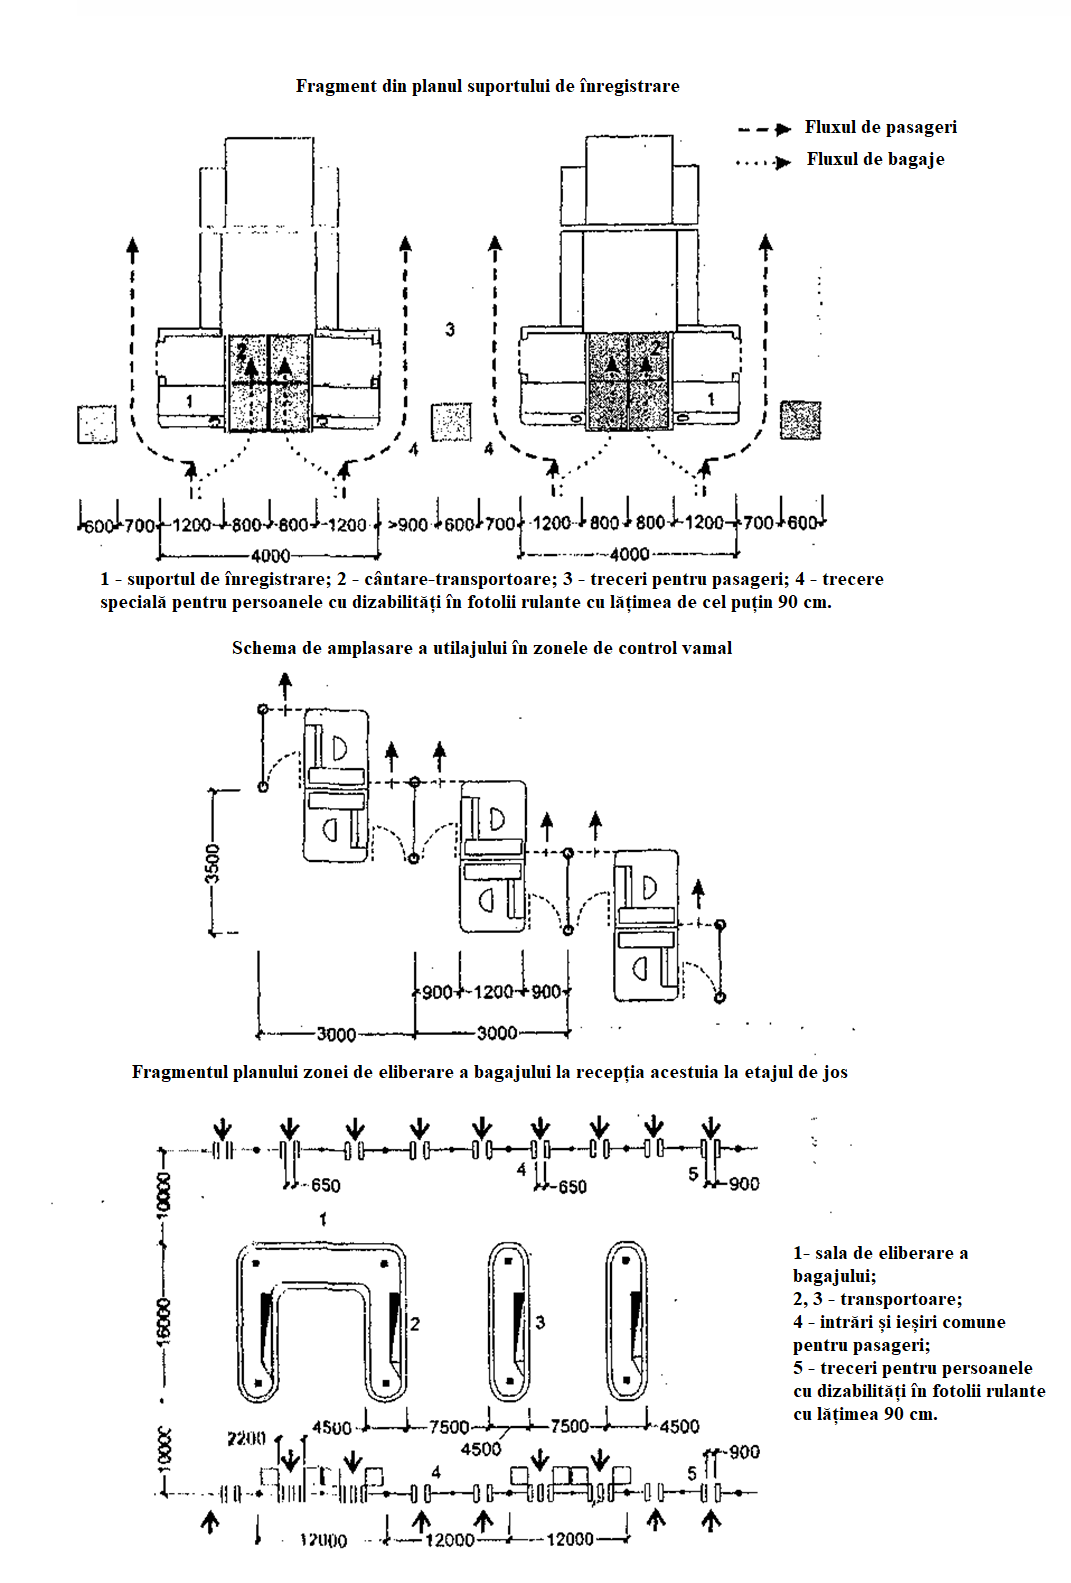 Fragment din planul suportului de înregistrare
Fluxul de pasageri
Fluxul de bagaje
2
2
3
1
1
4
4
600 700 1200 800 800 1200 >900 600 700 1200 800 800 1200 700 600
4000
4000
1 - suportul de înregistrare; 2 - cântare-transportoare; 3 - treceri pentru pasageri; 4 - trecere
specială pentru persoanele cu dizabilități în fotolii rulante cu lățimea de cel puțin 90 cm.
Schema de amplasare a utilajului în zonele de control vamal
3500
900 1200 900
3000 3000
Fragmentul planului zonei de eliberare a bagajului la recepția acestuia la etajul de jos
4
5
650
650
900
10000
1
16000
2
3
1- sala de eliberare a
bagajului;
2, 3 - transportoare;
4 - intrări și ieșiri comune
pentru pasageri;
5 - treceri pentru persoanele
cu dizabilități în fotolii rulante
cu lățimea 90 cm.
2200
4500 7500 7500 4500
4500
10000
4
5
900
12000 12000 12000